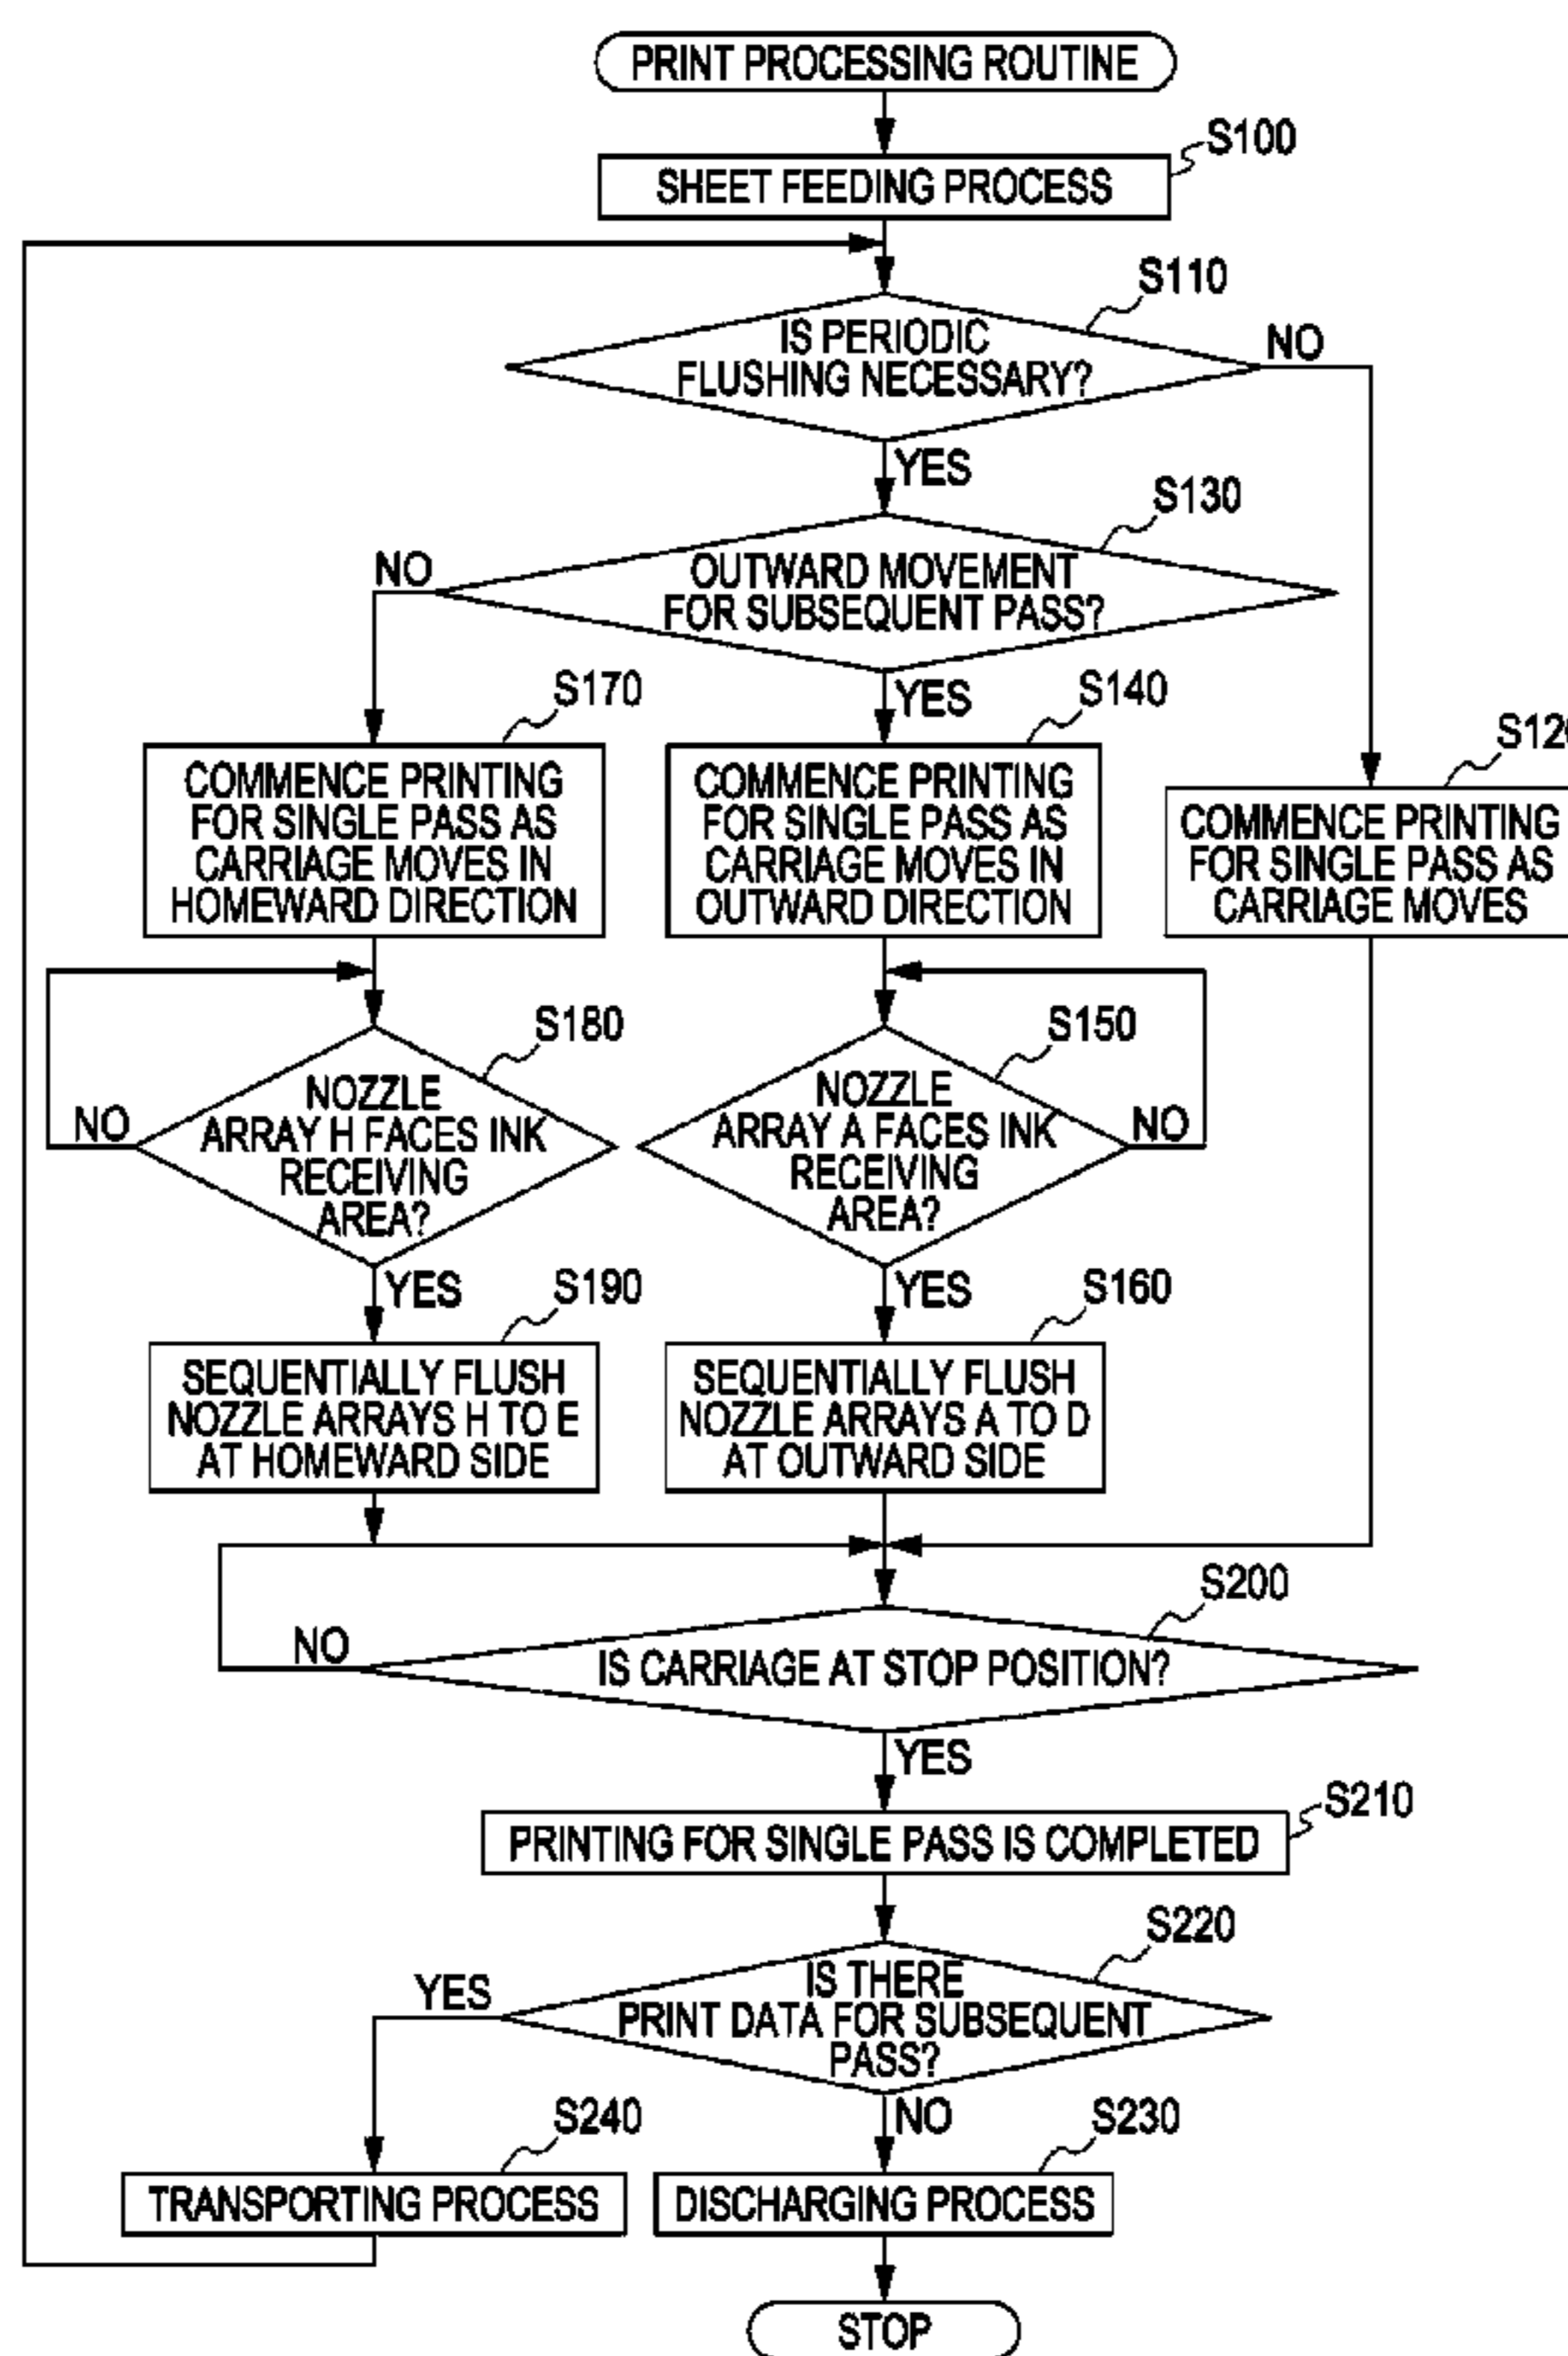 PRINT PROCESSING ROUTINE
S100
SHEET FEEDING PROCESS
S110
IS PERIODIC
FLUSHING NECESSARY?
NO
YES
S130
OUTWARD MOVEMENT
FOR SUBSEQUENT PASS?
NO
YES
S170
COMMENCE PRINTING
FOR SINGLE PASS AS
CARRIAGE MOVES IN
HOMEWARD DIRECTION
S140
COMMENCE PRINTING
FOR SINGLE PASS AS
CARRIAGE MOVES IN
OUTWARD DIRECTION
S120
COMMENCE PRINTING
FOR SINGLE PASS AS
CARRIAGE MOVES
S180
NOZZLE
ARRAY H FACES INK
RECEIVING
AREA?
NO
YES
S150
NOZZLE
ARRAY A FACES INK
RECEIVING
AREA?
NO
YES
S190
SEQUENTIALLY FLUSH
NOZZLE ARRAYS H TO E
AT HOMEWARD SIDE
S160
SEQUENTIALLY FLUSH
NOZZLE ARRAYS A TO D
AT OUTWARD SIDE
S200
IS CARRIAGE AT STOP POSITION?
NO
YES
S210
PRINTING FOR SINGLE PASS IS COMPLETED
S220
IS THERE
PRINT DATA FOR SUBSEQUENT
PASS?
YES
NO
S240
TRANSPORTING PROCESS
S230
DISCHARGING PROCESS
STOP